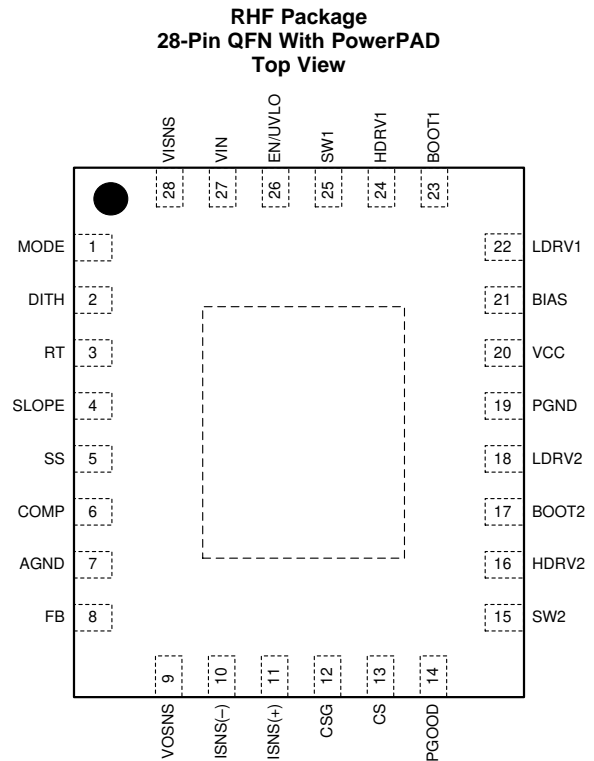 RHF Package
28-Pin QFN With PowerPAD
Top View
VISNS
VIN
EN/UVLO
SW1
HDRV1
BOOT1
28
27
26
25
24
23
MODE 1
DITH 2
RT 3
SLOPE 4
SS 5
COMP 6
AGND 7
FB 8
22 LDRV1
21 BIAS
20 VCC
19 PGND
18 LDRV2
17 BOOT2
16 HDRV2
15 SW2
9
10
11
12
13
14
VOSNS
ISNS(−)
ISNS(+)
CSG
CS
PGOOD